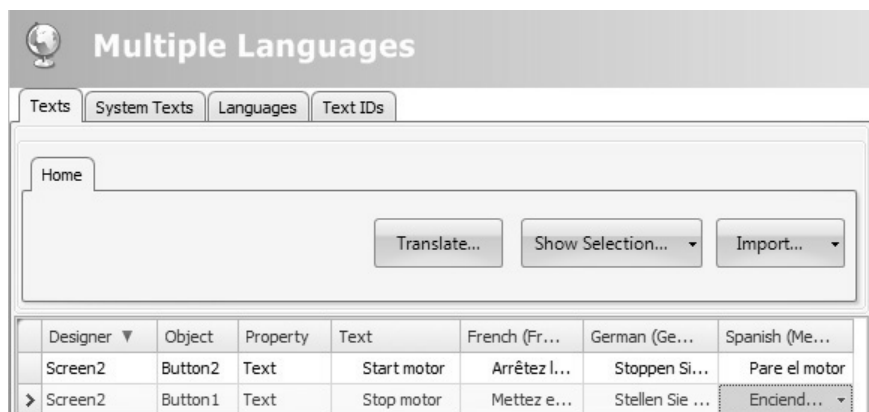 Multiple Languages
Texts System Texts Languages Text IDs
Home
Translate... Show Selection... Import...
Designer Object Property Text French (Fr... German (Ge... Spanish (Me...
Screen2 Button2 Text Start motor Arrêtez l... Stoppen Si... Pare el motor
Screen2 Button1 Text Stop motor Mettez e... Stellen Sie ... Enciend...